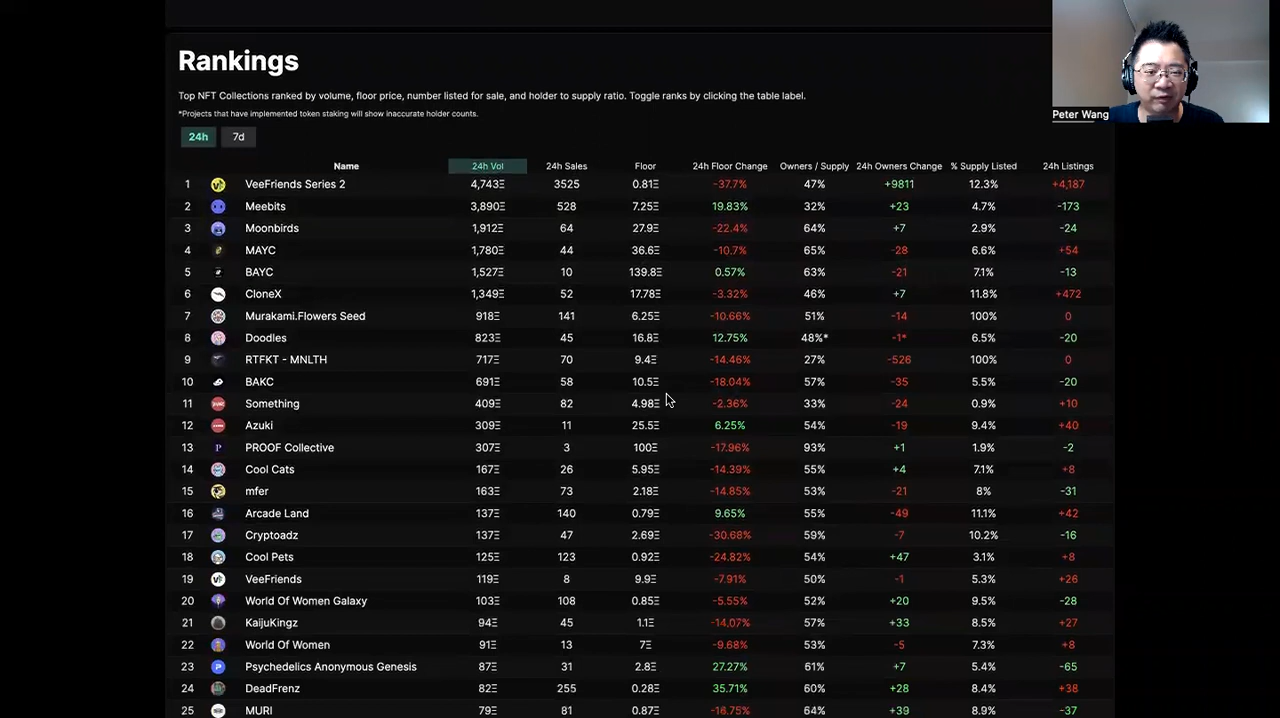 Rankings
Peter Wang
Top NFT Collections ranked by volume, floor price, number listed for sale, and holder to supply ratio. Toggle ranks by clicking the table label.
*Projects that have implemented token staking will show inaccurate holder counts.
24h 7d
Name 24h Vol 24h Sales Floor 24h Floor Change Owners / Supply 24h Owners Change % Supply Listed 24h Listings
1 VeeFriends Series 2 4,743Ξ 3525 0.81Ξ -37.7% 47% +9811 12.3% +4,187
2 Meebits 3,890Ξ 528 7.25Ξ 19.83% 32% +23 4.7% -173
3 Moonbirds 1,912Ξ 64 27.9Ξ -22.4% 64% +7 2.9% -24
4 MAYC 1,780Ξ 44 36.6Ξ -10.7% 65% -28 6.6% +54
5 BAYC 1,527Ξ 10 139.8Ξ 0.57% 63% -21 7.1% -13
6 CloneX 1,349Ξ 52 17.78Ξ -3.32% 46% +7 11.8% +472
7 Murakami.Flowers Seed 918Ξ 141 6.25Ξ -10.66% 51% -14 100% 0
8 Doodles 823Ξ 45 16.8Ξ 12.75% 48%* -1* 6.5% -20
9 RTFKT - MNLTH 717Ξ 70 9.4Ξ -14.46% 27% -526 100% 0
10 BAKC 691Ξ 58 10.5Ξ -18.04% 57% -35 5.5% -20
11 Something 409Ξ 82 4.98Ξ -2.36% 33% -24 0.9% +10
12 Azuki 309Ξ 11 25.5Ξ 6.25% 54% -19 9.4% +40
13 PROOF Collective 307Ξ 3 100Ξ -17.96% 93% +1 1.9% -2
14 Cool Cats 167Ξ 26 5.95Ξ -14.39% 55% +4 7.1% +8
15 mfer 163Ξ 73 2.18Ξ -14.85% 53% -21 8% -31
16 Arcade Land 137Ξ 140 0.79Ξ 9.65% 55% -49 11.1% +42
17 Cryptoadz 137Ξ 47 2.69Ξ -30.68% 59% -7 10.2% -16
18 Cool Pets 125Ξ 123 0.92Ξ -24.82% 54% +47 3.1% +8
19 VeeFriends 119Ξ 8 9.9Ξ -7.91% 50% -1 5.3% +26
20 World Of Women Galaxy 103Ξ 108 0.85Ξ -5.55% 52% +20 9.5% -28
21 KaijuKingz 94Ξ 45 1.1Ξ -14.07% 57% +33 8.5% +27
22 World Of Women 91Ξ 13 7Ξ -9.68% 53% -5 7.3% +8
23 Psychedelics Anonymous Genesis 87Ξ 31 2.8Ξ 27.27% 61% +7 5.4% -65
24 DeadFrenz 82Ξ 255 0.28Ξ 35.71% 60% +28 8.4% +38
25 MURI 79Ξ 81 0.87Ξ -16.75% 64% +39 8.9% -37